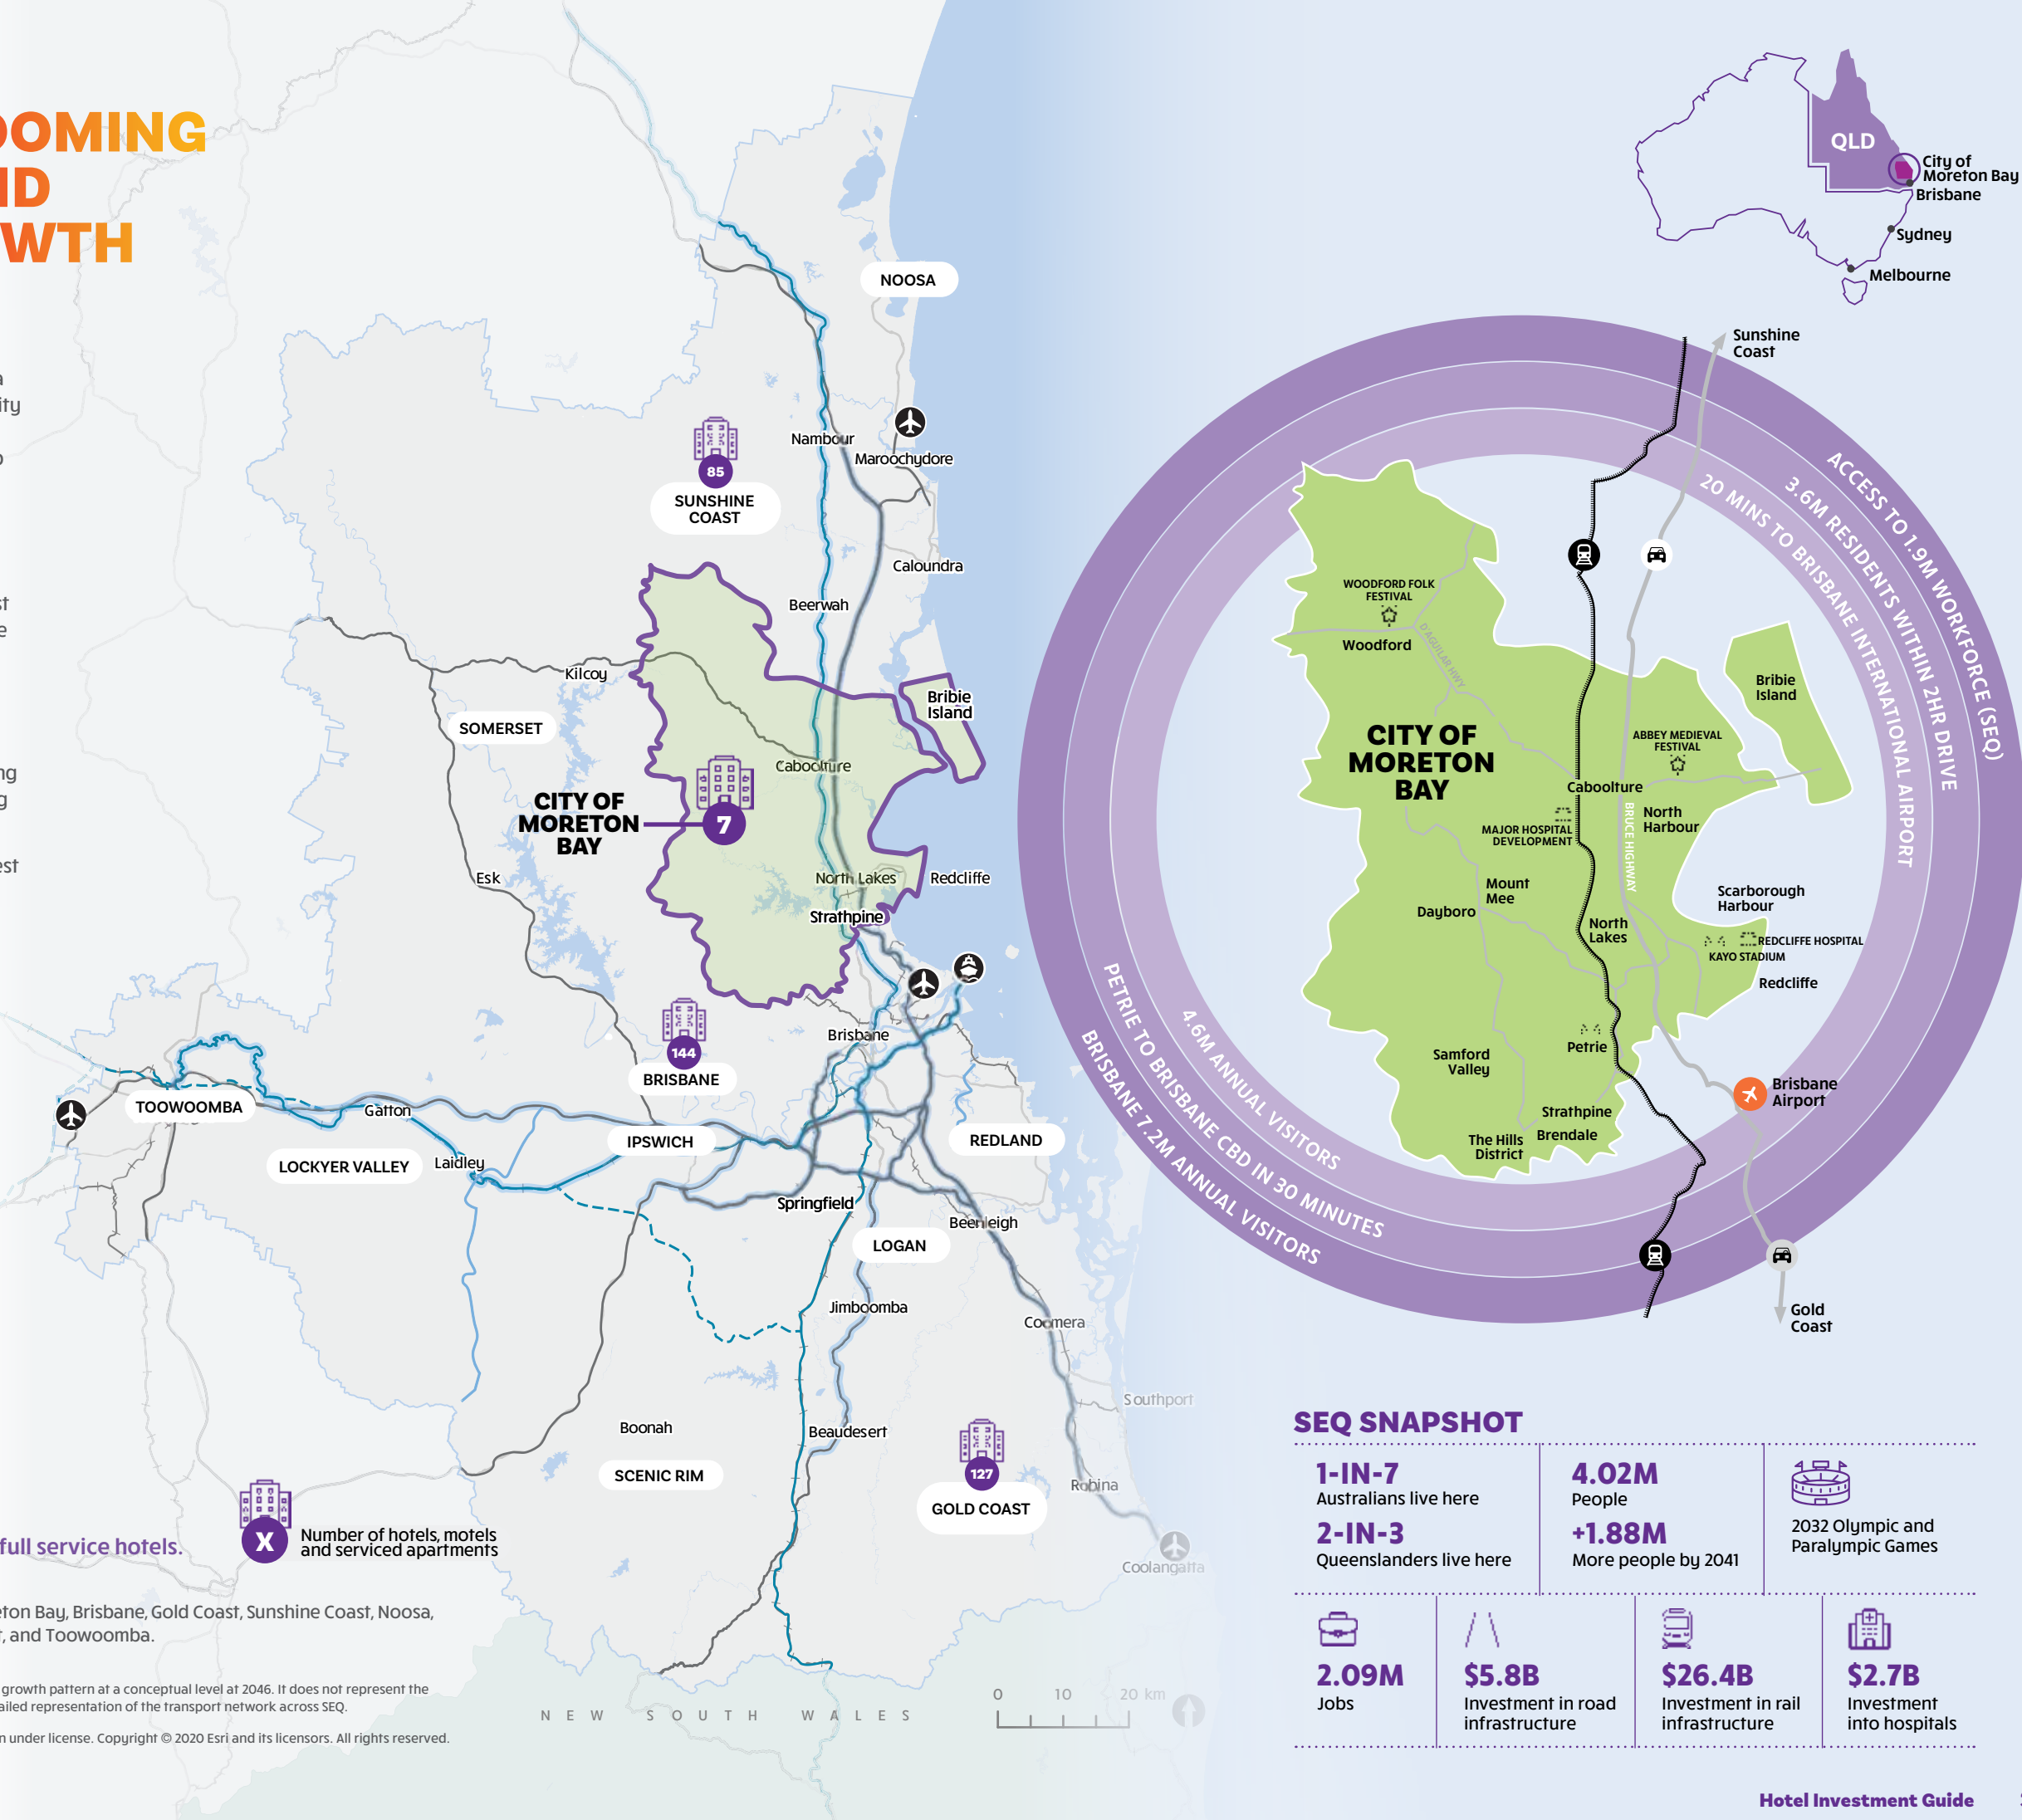 OOMING
ND
WTH
a
ity
o
st
e
ng
g
est
full service hotels.
X
Number of hotels, motels
and serviced apartments
eton Bay, Brisbane, Gold Coast, Sunshine Coast, Noosa,
t, and Toowoomba.
growth pattern at a conceptual level at 2046. It does not represent the
ailed representation of the transport network across SEQ.
n under license. Copyright © 2020 Esri and its licensors. All rights reserved.
NOOSA
Nambour
Maroochydore
85
SUNSHINE
COAST
Caloundra
Beerwah
Kilcoy
Bribie
Island
SOMERSET
Caboolture
CITY OF
MORETON
BAY
7
Esk
North Lakes
Redcliffe
Strathpine
Brisbane
144
BRISBANE
TOOWOOMBA
Gatton
IPSWICH
REDLAND
LOCKYER VALLEY
Laidley
Springfield
Beenleigh
LOGAN
Jimboomba
Coomera
Southport
Boonah
Beaudesert
SCENIC RIM
127
GOLD COAST
Robina
Coolangatta
NEW SOUTH WALES
0 10 20 km
QLD
City of
Moreton Bay
Brisbane
Sydney
Melbourne
Sunshine
Coast
ACCESS TO 1.9M WORKFORCE (SEQ)
3.6M RESIDENTS WITHIN 2HR DRIVE
20 MINS TO BRISBANE INTERNATIONAL AIRPORT
WOODFORD FOLK
FESTIVAL
Woodford
D'AGUILAR HWY
Bribie
Island
CITY OF
MORETON
BAY
ABBEY MEDIEVAL
FESTIVAL
Caboolture
BRUCE HIGHWAY
North
Harbour
MAJOR HOSPITAL
DEVELOPMENT
Mount
Mee
Dayboro
Scarborough
Harbour
North
Lakes
REDCLIFFE HOSPITAL
KAYO STADIUM
Redcliffe
Petrie
Samford
Valley
Brisbane
Airport
Strathpine
Brendale
The Hills
District
4.6M ANNUAL VISITORS
PETRIE TO BRISBANE CBD IN 30 MINUTES
BRISBANE 7.2M ANNUAL VISITORS
Gold
Coast
SEQ SNAPSHOT
1-IN-7
Australians live here
2-IN-3
Queenslanders live here
4.02M
People
+1.88M
More people by 2041
2032 Olympic and
Paralympic Games
2.09M
Jobs
$5.8B
Investment in road
infrastructure
$26.4B
Investment in rail
infrastructure
$2.7B
Investment
into hospitals
Hotel Investment Guide